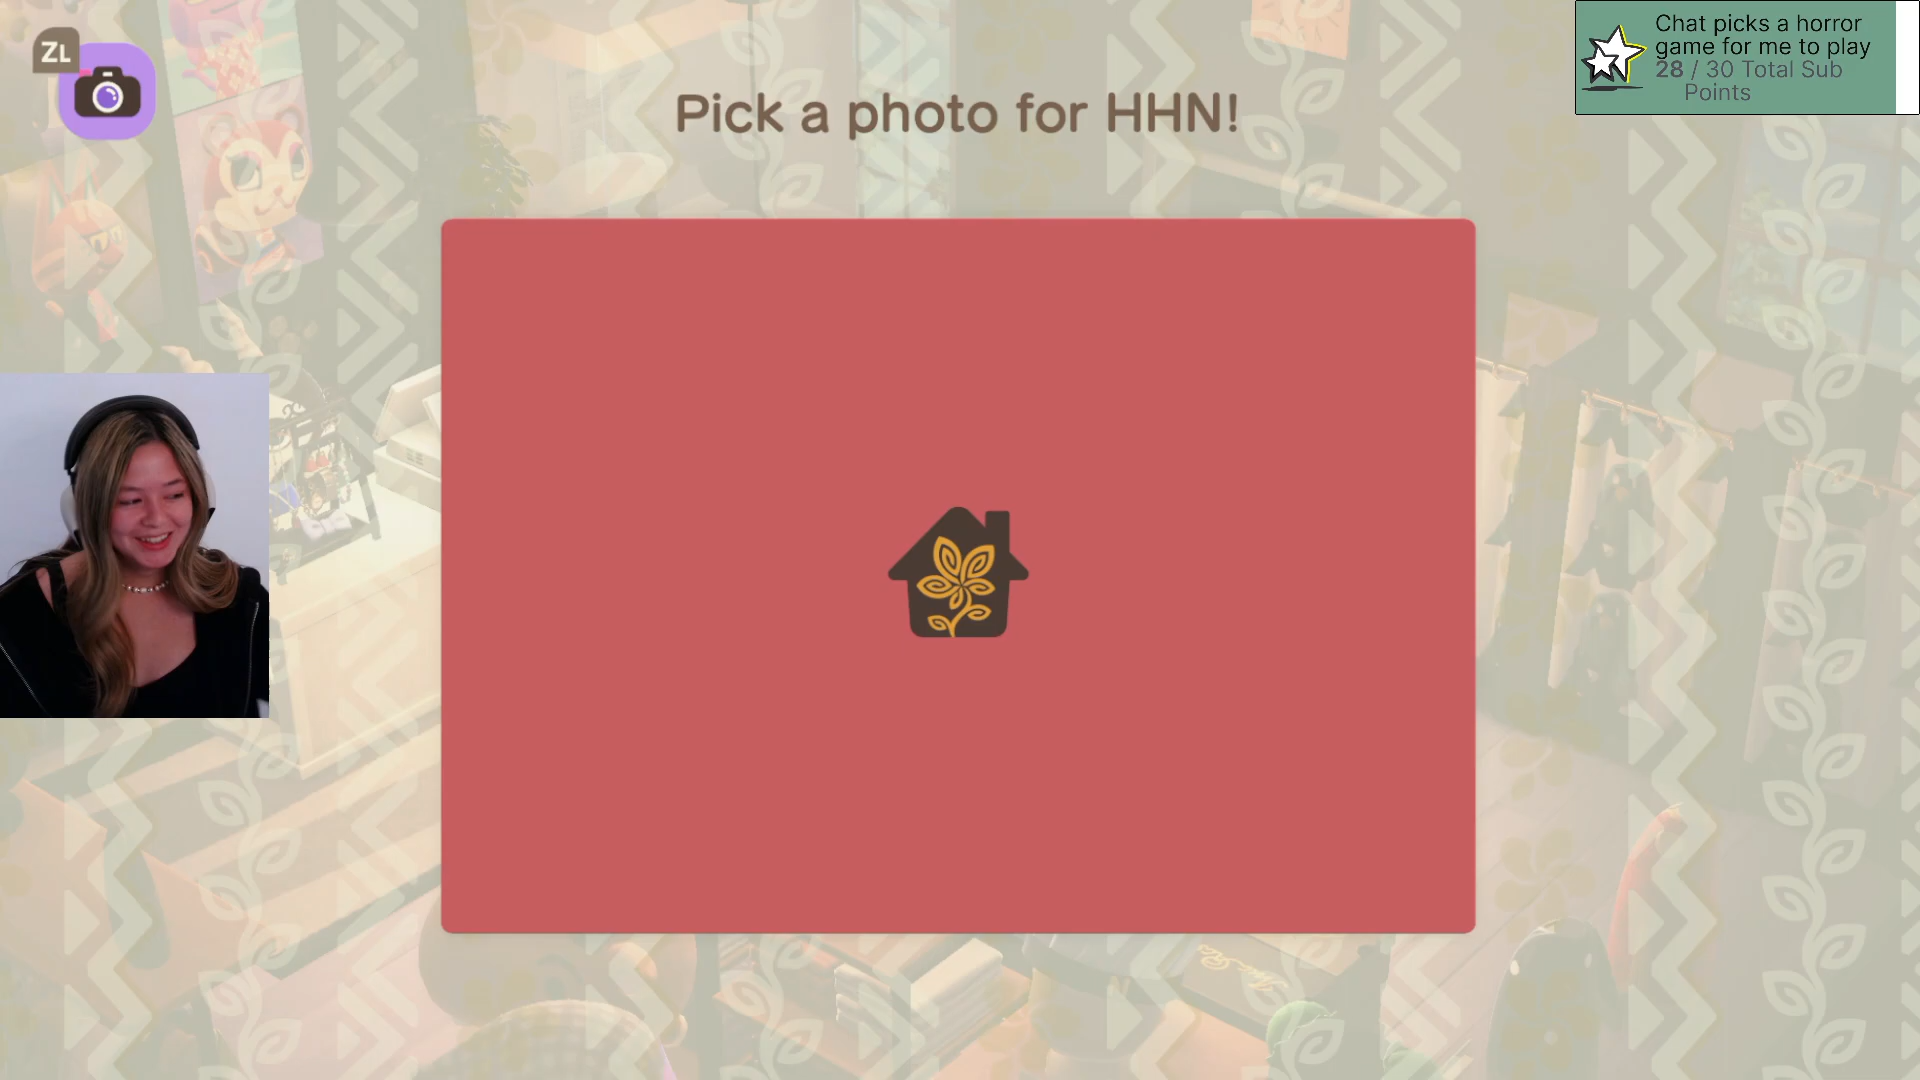 ZL
Pick a photo for HHN!
Chat picks a horror
game for me to play
28 / 30 Total Sub
Points